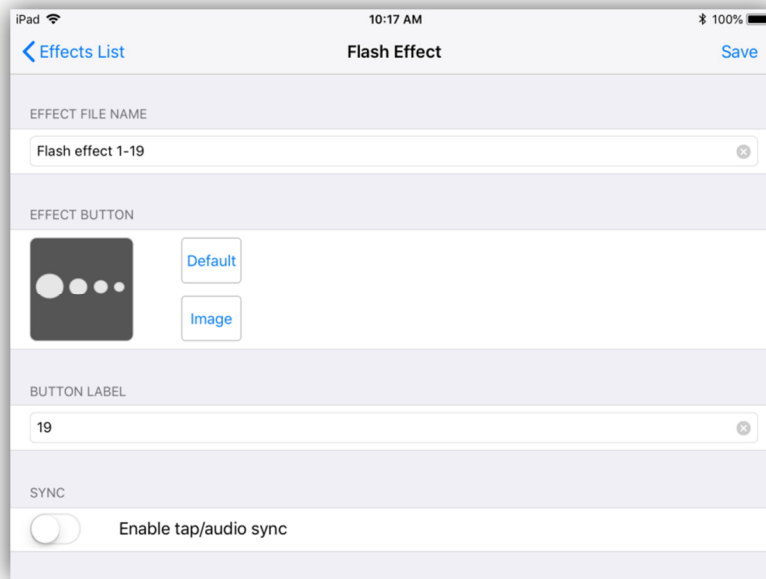 iPad 10:17 AM 100%
Effects List Flash Effect Save
EFFECT FILE NAME
Flash effect 1-19
EFFECT BUTTON
Default
Image
BUTTON LABEL
19
SYNC
Enable tap/audio sync